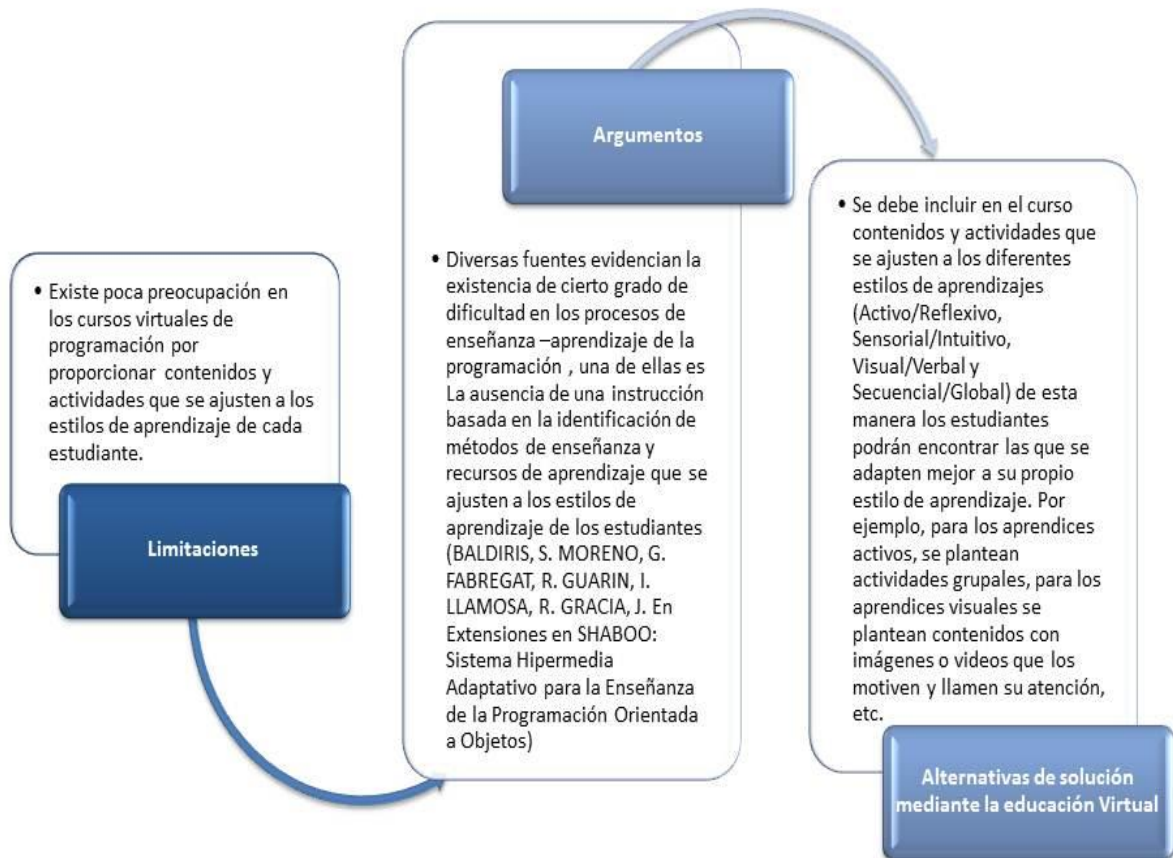 • Existe poca preocupación en
los cursos virtuales de
programación por
proporcionar contenidos y
actividades que se ajusten a los
estilos de aprendizaje de cada
estudiante.
Limitaciones
Argumentos
• Diversas fuentes evidencian la
existencia de cierto grado de
dificultad en los procesos de
enseñanza –aprendizaje de la
programación , una de ellas es
La ausencia de una instrucción
basada en la identificación de
métodos de enseñanza y
recursos de aprendizaje que se
ajusten a los estilos de
aprendizaje de los estudiantes
(BALDIRIS, S. MORENO, G.
FABREGAT, R. GUARIN, I.
LLAMOSA, R. GRACIA, J. En
Extensiones en SHABOO:
Sistema Hipermedia
Adaptativo para la Enseñanza
de la Programación Orientada
a Objetos)
• Se debe incluir en el curso
contenidos y actividades que
se ajusten a los diferentes
estilos de aprendizajes
(Activo/Reflexivo,
Sensorial/Intuitivo,
Visual/Verbal y
Secuencial/Global) de esta
manera los estudiantes
podrán encontrar las que se
adapten mejor a su propio
estilo de aprendizaje. Por
ejemplo, para los aprendices
activos, se plantean
actividades grupales, para los
aprendices visuales se
plantean contenidos con
imágenes o videos que los
motiven y llamen su atención,
etc.
Alternativas de solución
mediante la educación Virtual